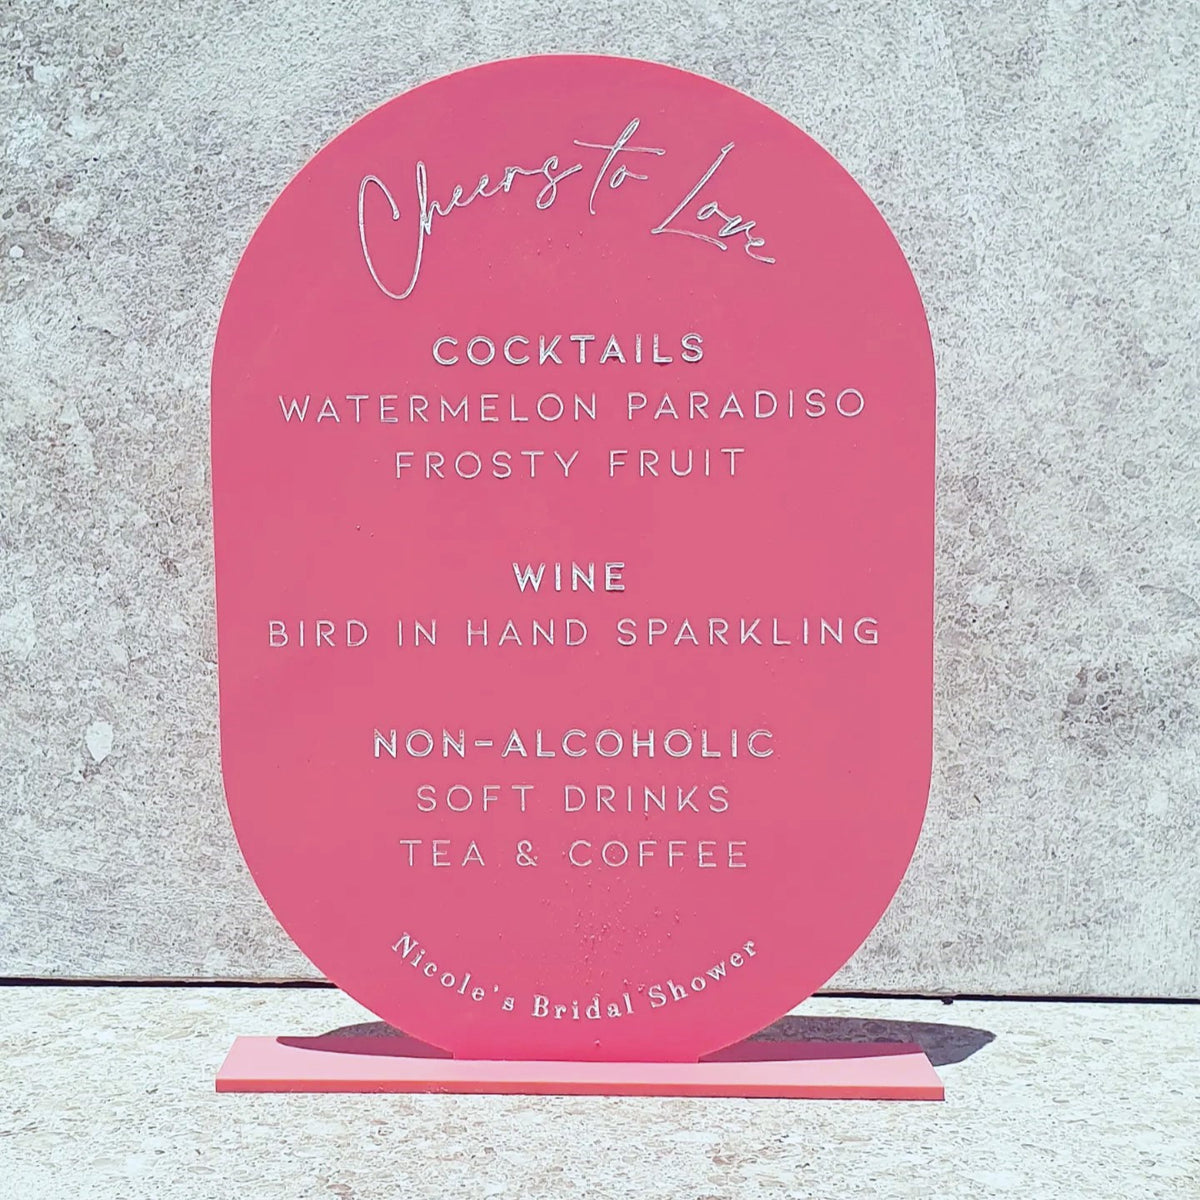 Cheers to Love
COCKTAILS
WATERMELON PARADISO
FROSTY FRUIT
WINE
BIRD IN HAND SPARKLING
NON-ALCOHOLIC
SOFT DRINKS
TEA & COFFEE
Nicole's Bridal Shower